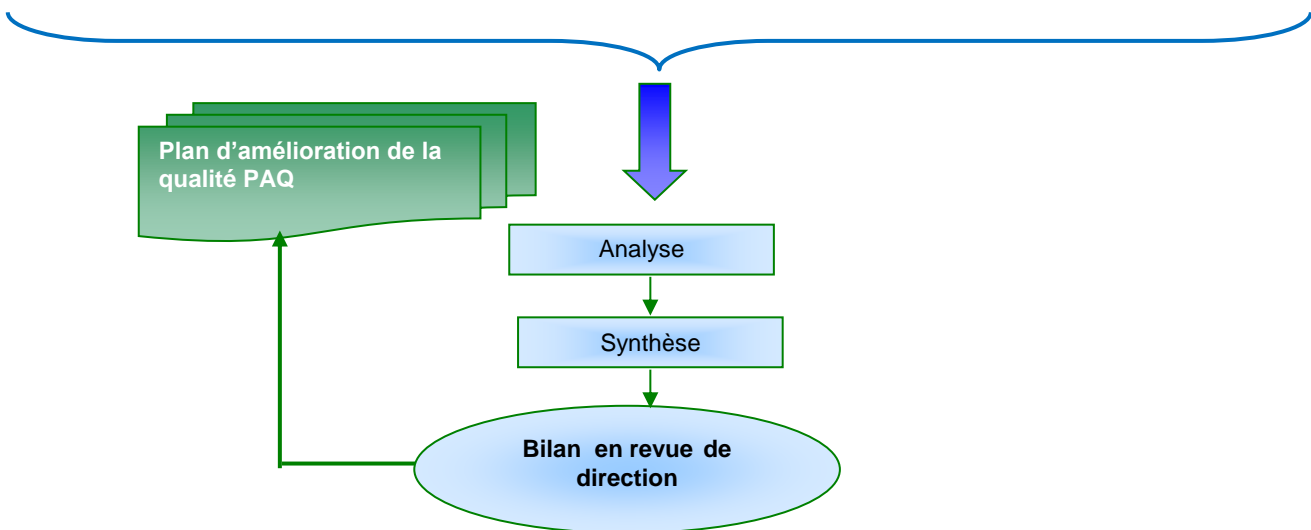 Plan d’amélioration de la
qualité PAQ
Analyse
Synthèse
Bilan en revue de
direction